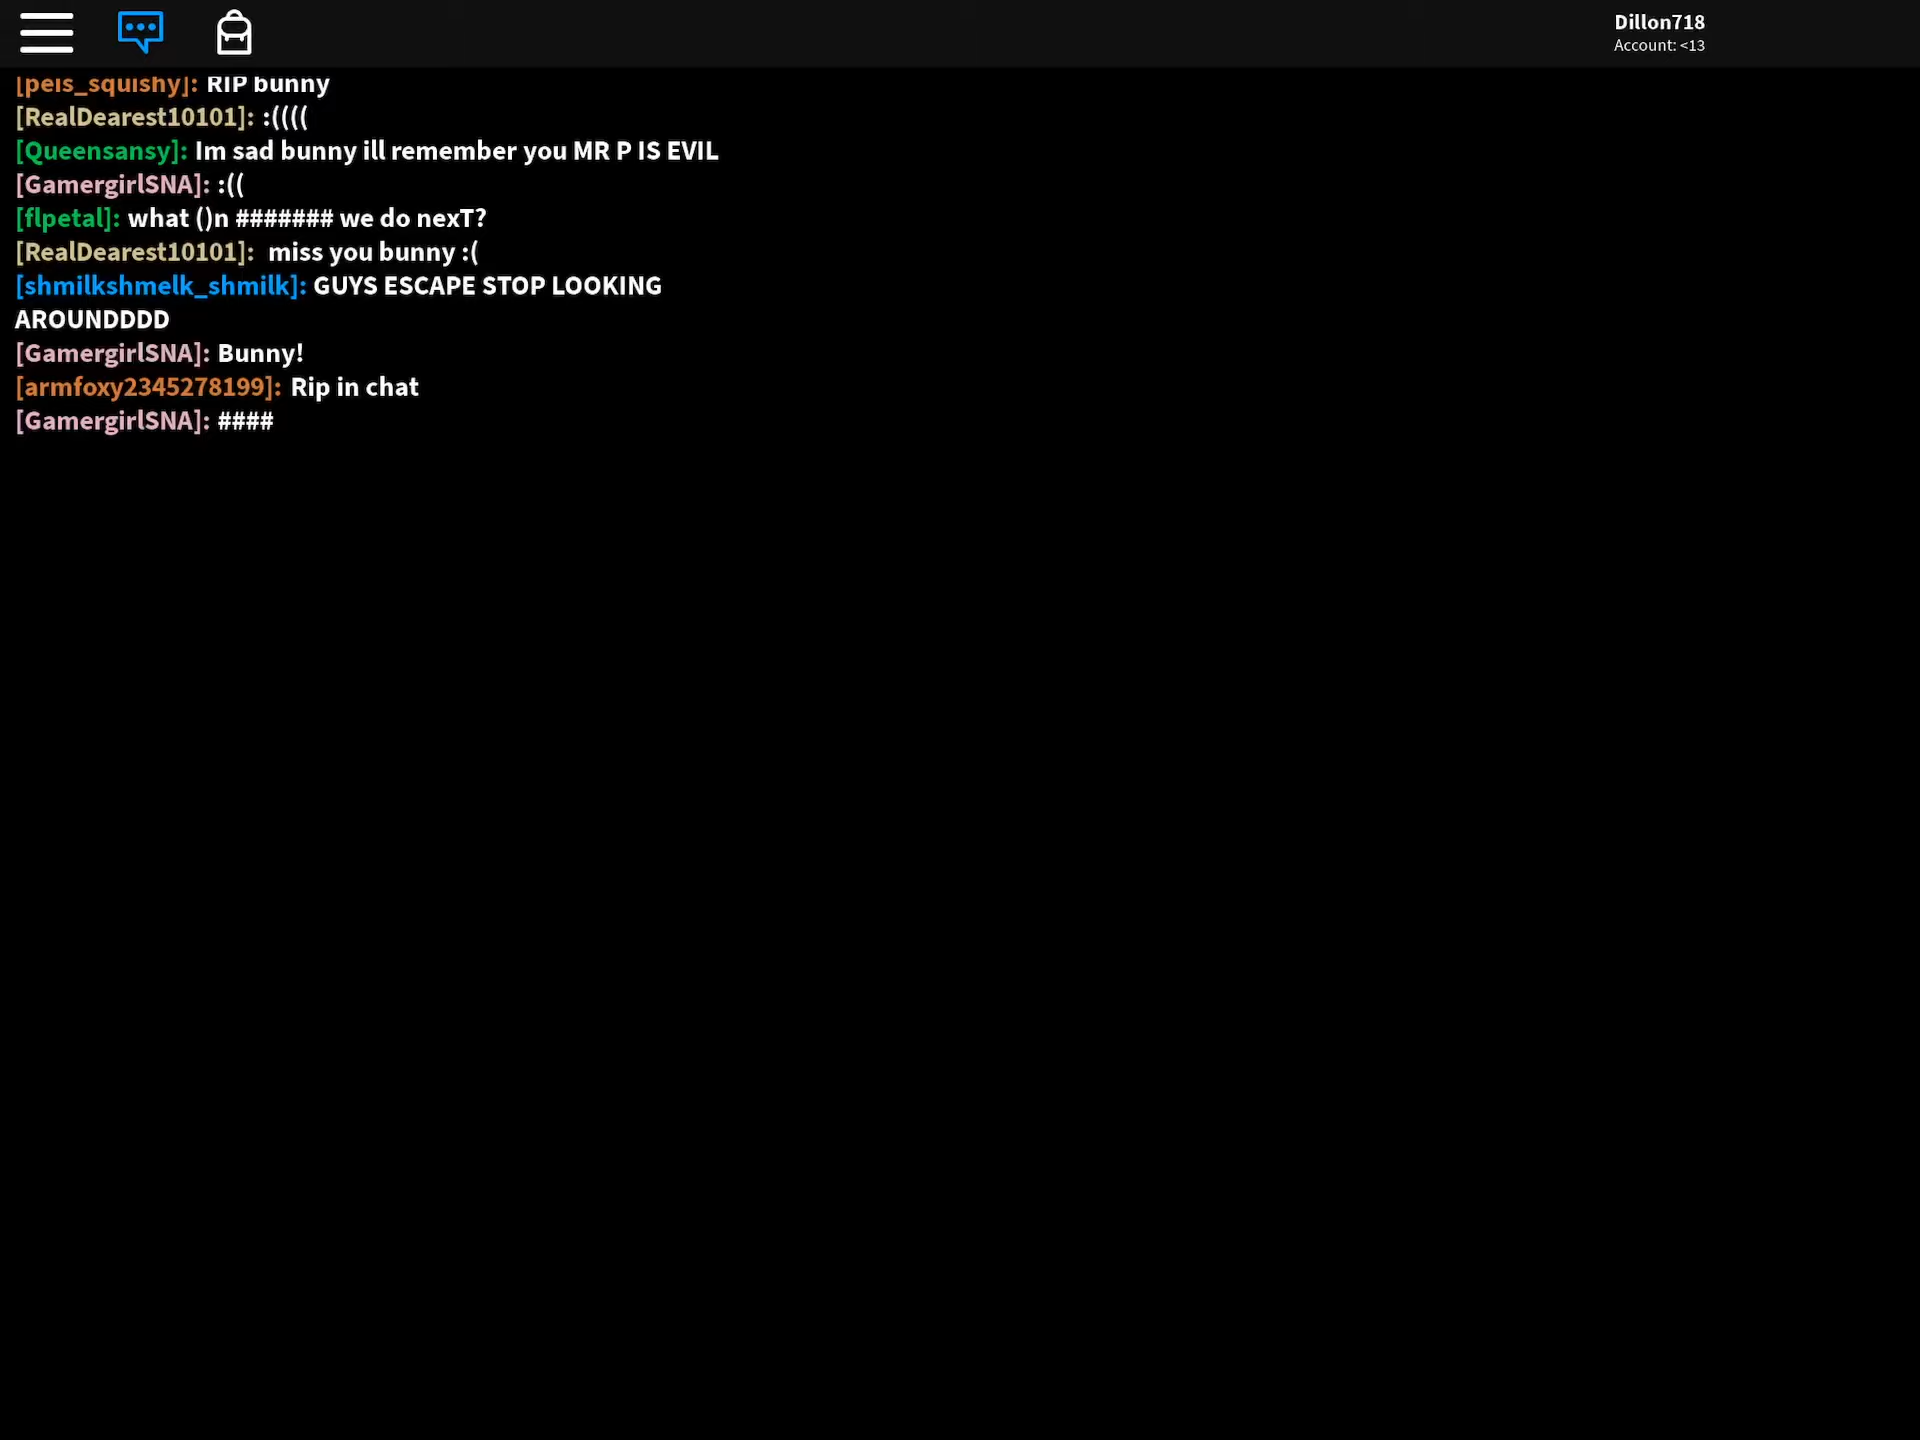 Dillon718
Account: <13
[peis_squishy]: RIP bunny
[RealDearest10101]: :((((
[Queensansy]: Im sad bunny ill remember you MR P IS EVIL
[GamergirlSNA]: :((
[flpetal]: what ()n ####### we do nexT?
[RealDearest10101]: miss you bunny :(
[shmilkshmelk_shmilk]: GUYS ESCAPE STOP LOOKING
AROUNDDDD
[GamergirlSNA]: Bunny!
[armfoxy2345278199]: Rip in chat
[GamergirlSNA]: ####